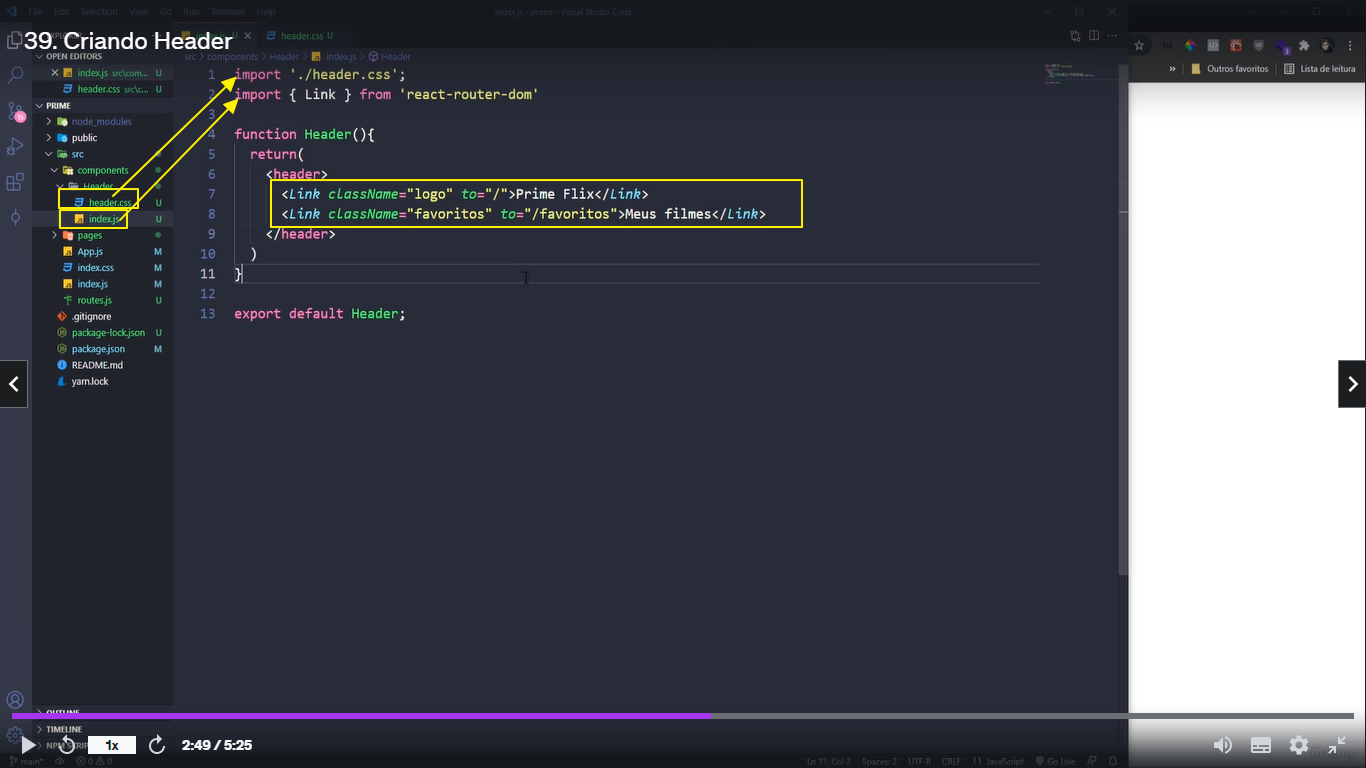 File Edit Selection View Go Run Terminal Help
index.js - prime - Visual Studio Code
39. Criando Header
header.css U
OPEN EDITORS
index.js src\com... U
header.css src\c... U
PRIME
node_modules
public
src
components
Header
header.css U
index.js U
pages
App.js M
index.css M
index.js M
routes.js U
.gitignore
package-lock.json U
package.json M
README.md
yarn.lock
OUTLINE
TIMELINE
src > components > Header > index.js > Header
1 import './header.css';
2 import { Link } from 'react-router-dom'
3
4 function Header(){
5 return(
6 <header>
7 <Link className="logo" to="/">Prime Flix</Link>
8 <Link className="favoritos" to="/favoritos">Meus filmes</Link>
9 </header>
10 )
11 }
12
13 export default Header;
» Outros favoritos Lista de leitura
1x 2:49 / 5:25
main* 0 0 Ln 11, Col 2 Spaces: 2 UTF-8 CRLF JavaScript Go Live